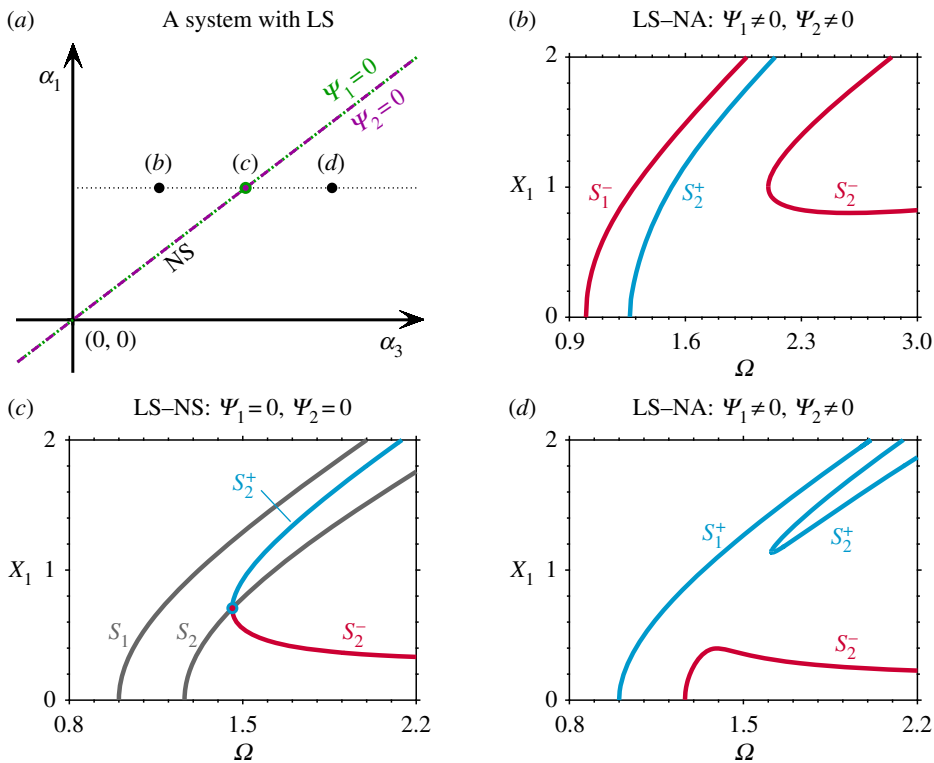 (a) A system with LS
α₁
Ψ₁=0
Ψ₂=0
(b) (c) (d)
NS
(0, 0)
α₃
(b) LS–NA: Ψ₁≠0, Ψ₂≠0
2
X₁ 1
0
S₁⁻ S₂⁺ S₂⁻
0.9 1.6 2.3 3.0
Ω
(c) LS–NS: Ψ₁=0, Ψ₂=0
2
X₁ 1
0
S₂⁺
S₁ S₂ S₂⁻
0.8 1.5 2.2
Ω
(d) LS–NA: Ψ₁≠0, Ψ₂≠0
2
X₁ 1
0
S₁⁺ S₂⁺
S₂⁻
0.8 1.5 2.2
Ω